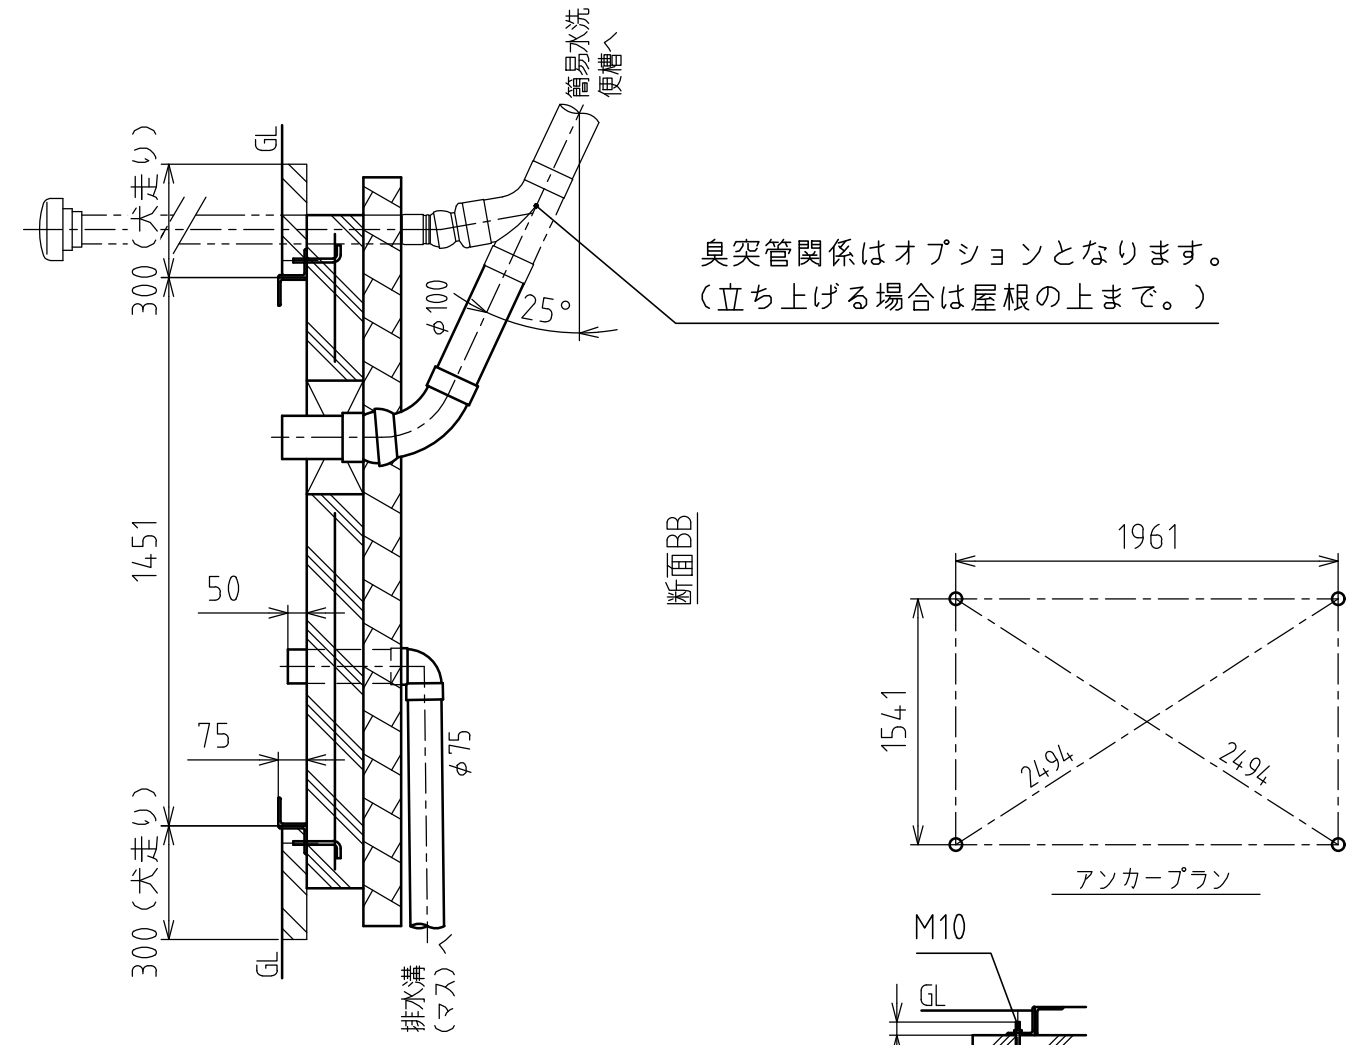 簡易水洗
便槽へ
GL
300 (犬走り)
臭突管関係はオプションとなります。
(立ち上げる場合は屋根の上まで。)
φ100
25°
1451
50
断面BB
75
φ75
300 (犬走り)
GL
排水溝
(マス) へ
1961
1541
2494
2494
アンカープラン
M10
GL